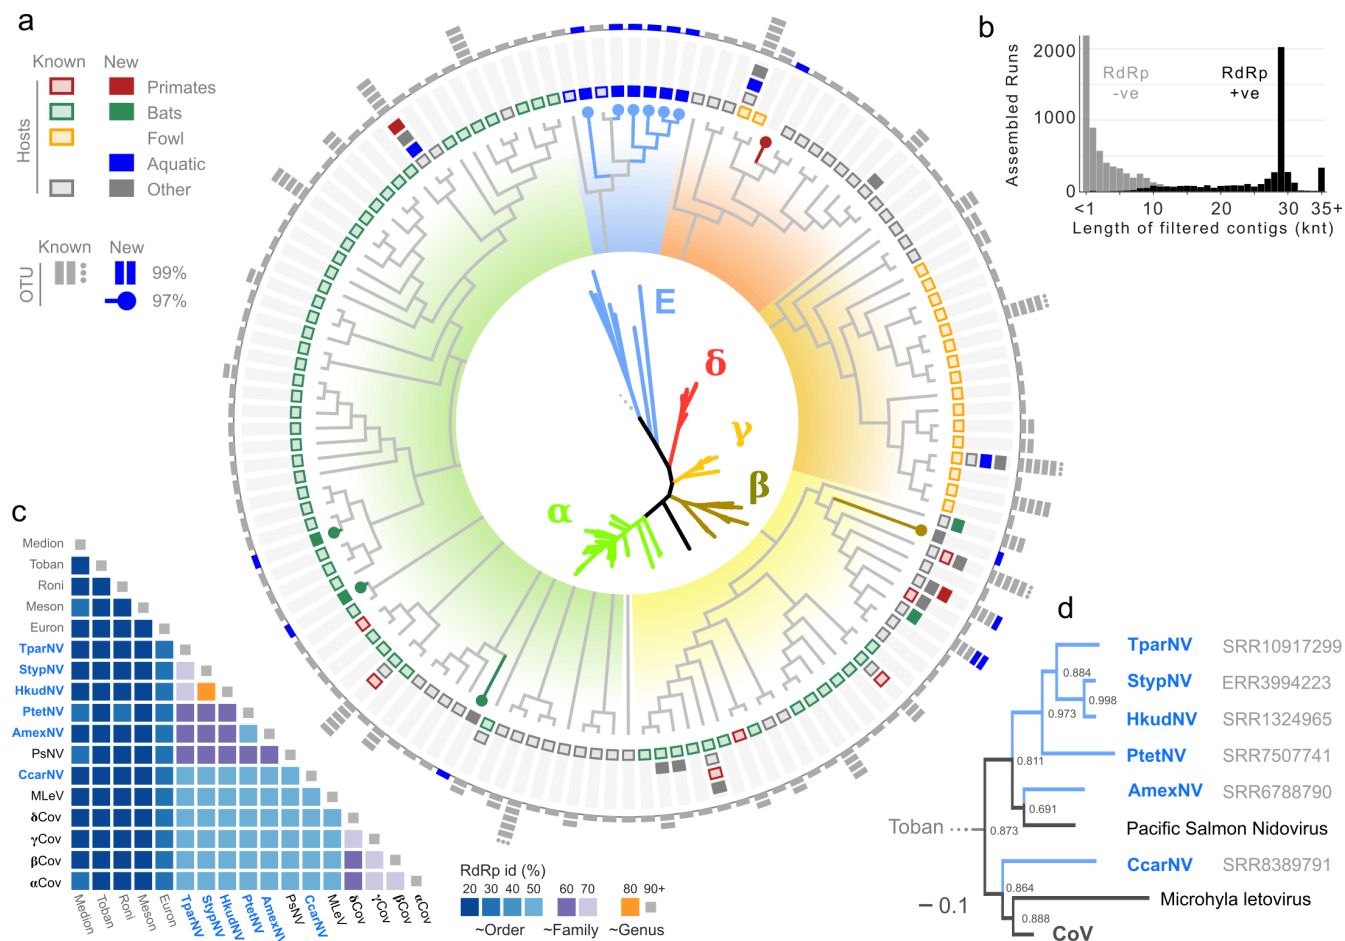 a
Known New
Hosts
Primates
Bats
Fowl
Aquatic
Other
Known New
OTU
99%
97%
E
δ
γ
β
α
b
Assembled Runs
2000
1000
0
RdRp
-ve
RdRp
+ve
<1 10 20 30 35+
Length of filtered contigs (knt)
c
Medion
Toban
Roni
Meson
Euron
TparNV
StypNV
HkudNV
PtetNV
AmexNV
PsNV
CcarNV
MLeV
δCov
γCov
βCov
αCov
Medion Toban Roni Meson Euron TparNV StypNV HkudNV PtetNV AmexNV PsNV CcarNV MLeV δCov γCov βCov αCov
RdRp id (%)
20 30 40 50 60 70 80 90+
~Order ~Family ~Genus
d
TparNV SRR10917299
StypNV ERR3994223
HkudNV SRR1324965
PtetNV SRR7507741
AmexNV SRR6788790
Pacific Salmon Nidovirus
CcarNV SRR8389791
Microhyla letovirus
CoV
Toban
0.884
0.998
0.973
0.811
0.691
0.873
0.864
0.888
0.1